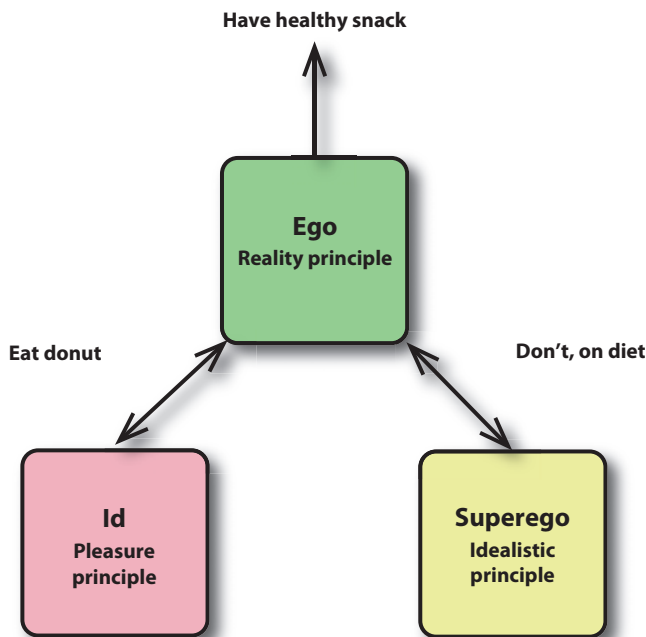 Have healthy snack
Ego
Reality principle
Eat donut
Don't, on diet
Id
Pleasure
principle
Superego
Idealistic
principle